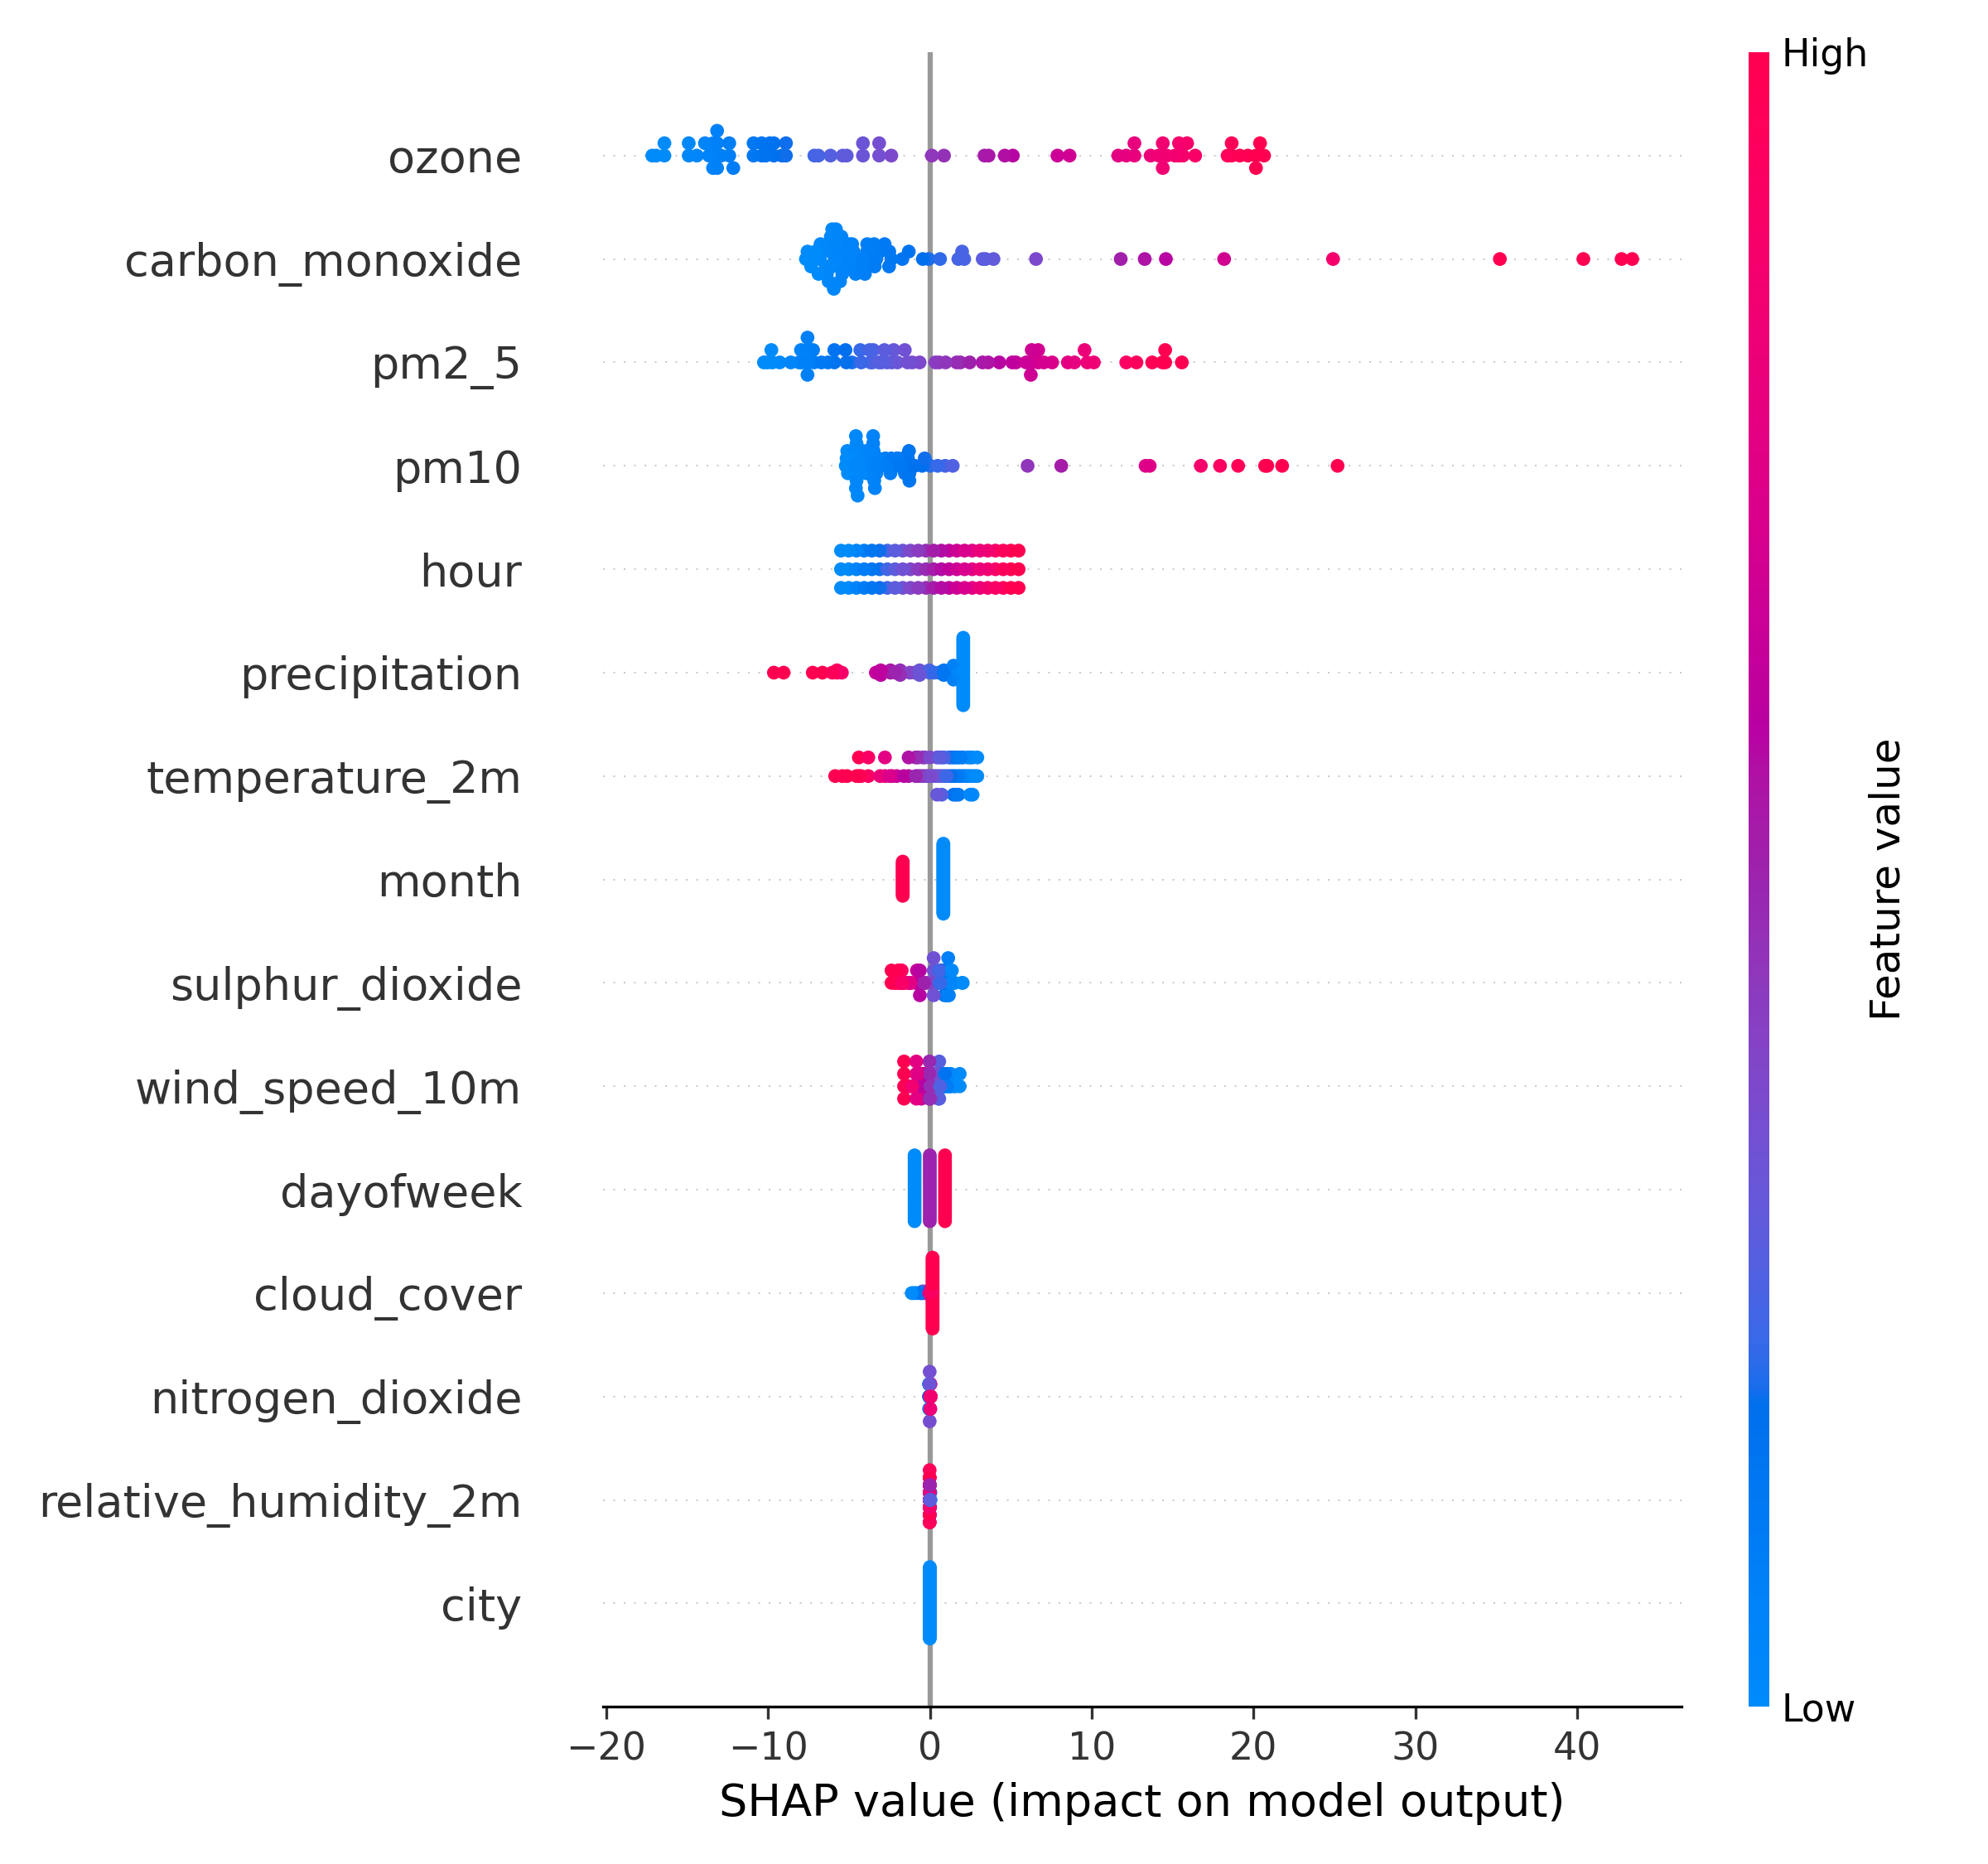 High
ozone
carbon_monoxide
pm2_5
pm10
hour
precipitation
temperature_2m
month
sulphur_dioxide
wind_speed_10m
dayofweek
cloud_cover
nitrogen_dioxide
relative_humidity_2m
city
Feature value
Low
−20 −10 0 10 20 30 40
SHAP value (impact on model output)